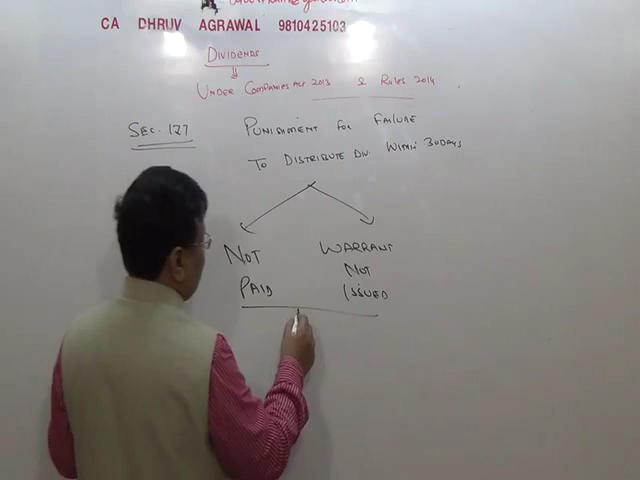 CA DHRUV AGRAWAL 9810425103
DIVIDENDS
UNDER COMPANIES ACT 2013 & RULES 2014
SEC. 127
PUNISHMENT FOR FAILURE
TO DISTRIBUTE DIV. WITHIN 30 DAYS
NOT
PAID
WARRANT
NOT
ISSUED